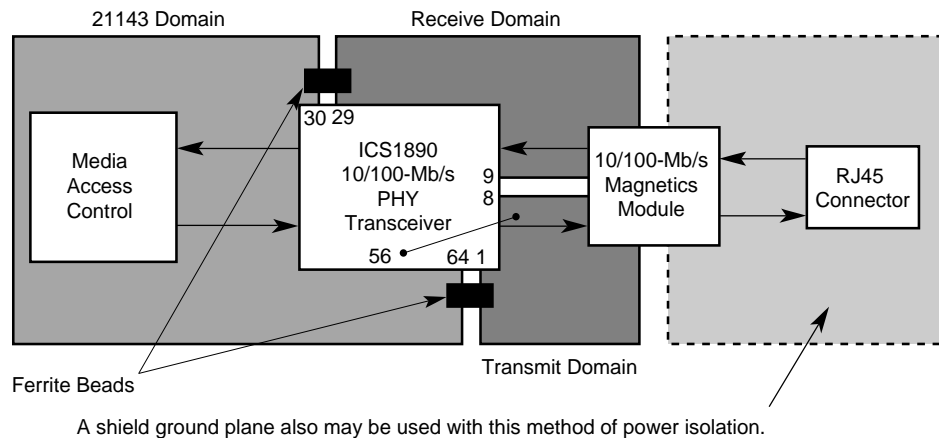 21143 Domain
Receive Domain
30 29
ICS1890
10/100-Mb/s
PHY
Transceiver
9
8
56
64 1
Media
Access
Control
10/100-Mb/s
Magnetics
Module
RJ45
Connector
Transmit Domain
Ferrite Beads
A shield ground plane also may be used with this method of power isolation.